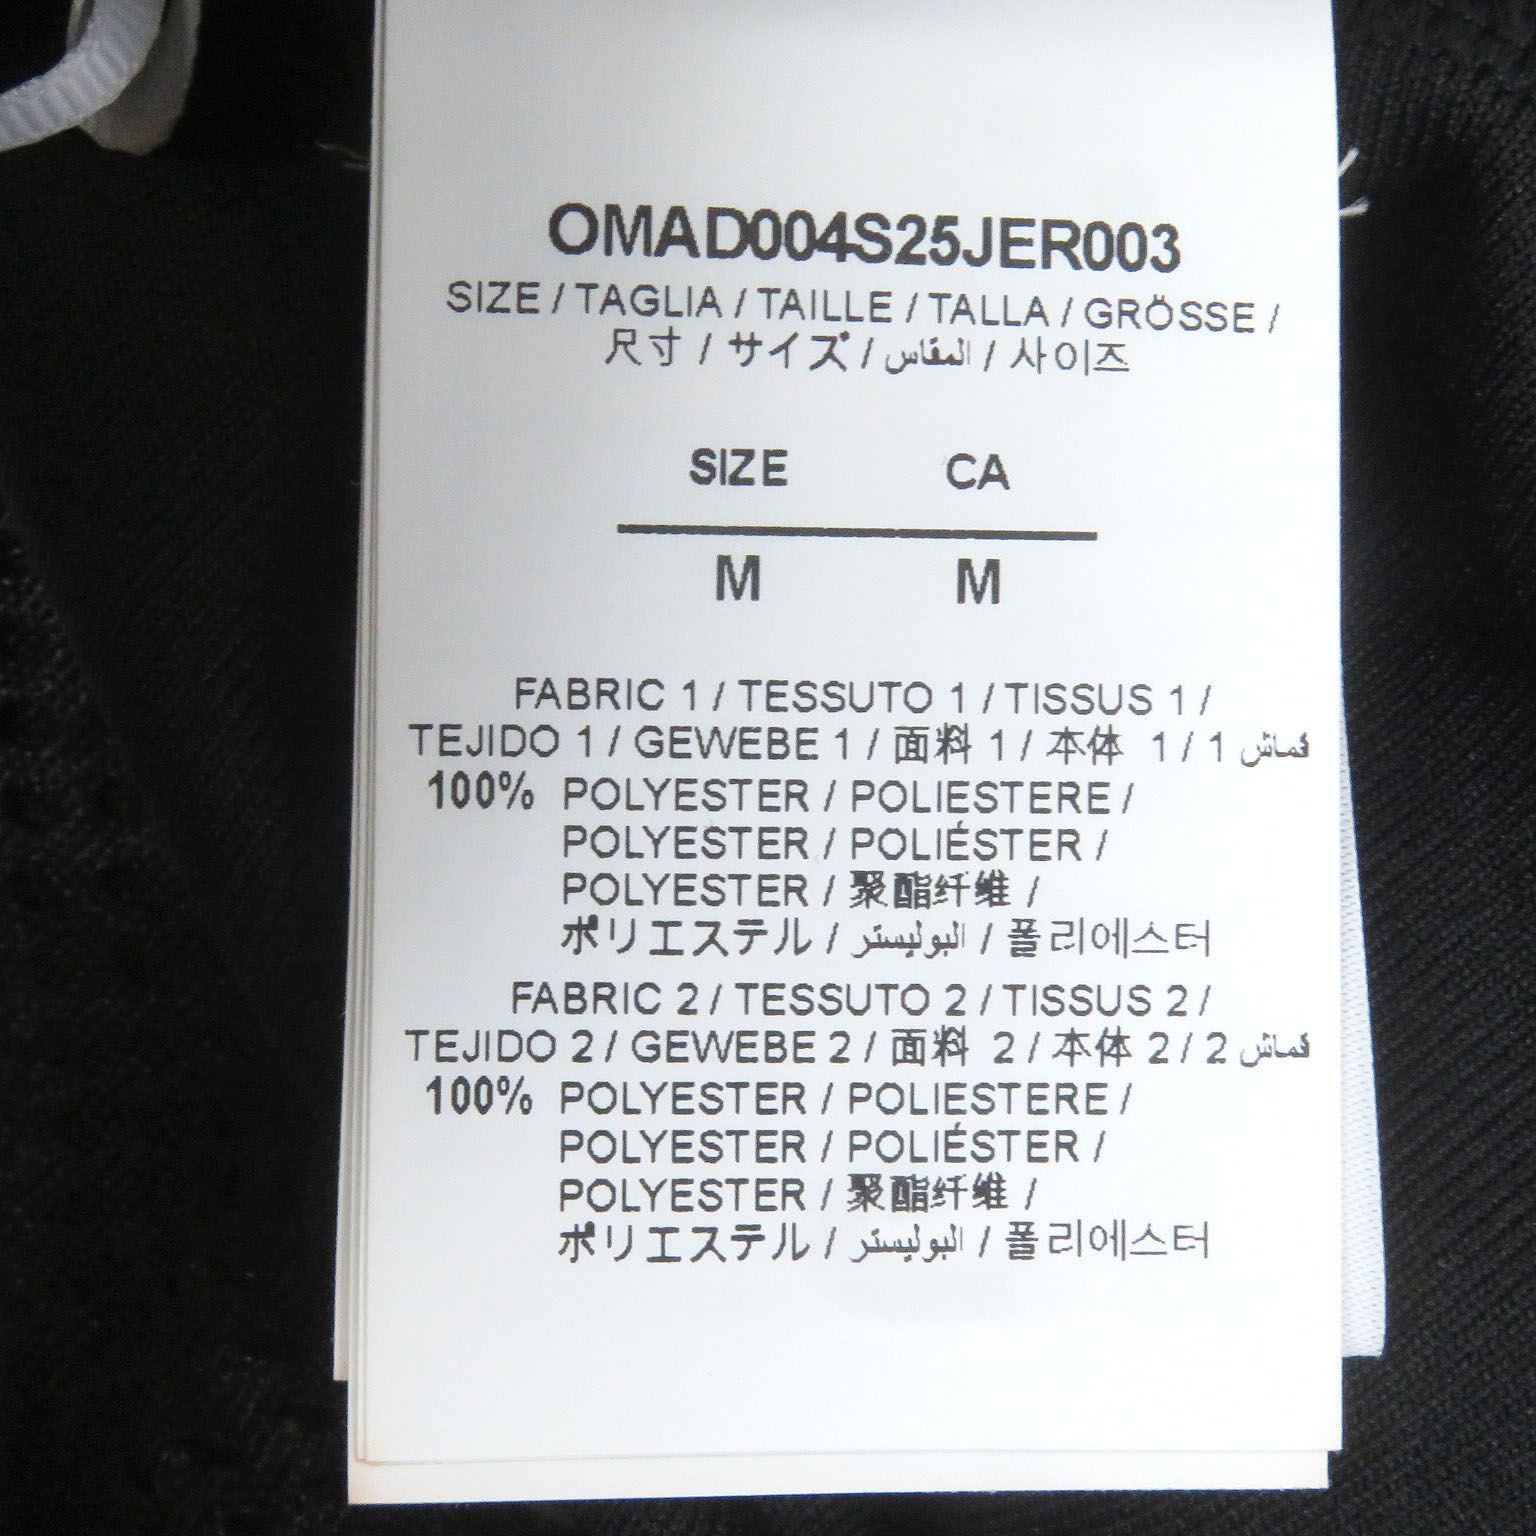 OMAD004S25JER003
SIZE / TAGLIA / TAILLE / TALLA / GRÖSSE /
尺寸 / サイズ / المقاس / 사이즈
SIZE CA
M M
FABRIC 1 / TESSUTO 1 / TISSUS 1 /
TEJIDO 1 / GEWEBE 1 / 面料 1 / 本体 1 / 1 قماش
100% POLYESTER / POLIESTERE /
POLYESTER / POLIÉSTER /
POLYESTER / 聚酯纤维 /
ポリエステル / البوليستر / 폴리에스터
FABRIC 2 / TESSUTO 2 / TISSUS 2 /
TEJIDO 2 / GEWEBE 2 / 面料 2 / 本体 2 / 2 قماش
100% POLYESTER / POLIESTERE /
POLYESTER / POLIÉSTER /
POLYESTER / 聚酯纤维 /
ポリエステル / البوليستر / 폴리에스터